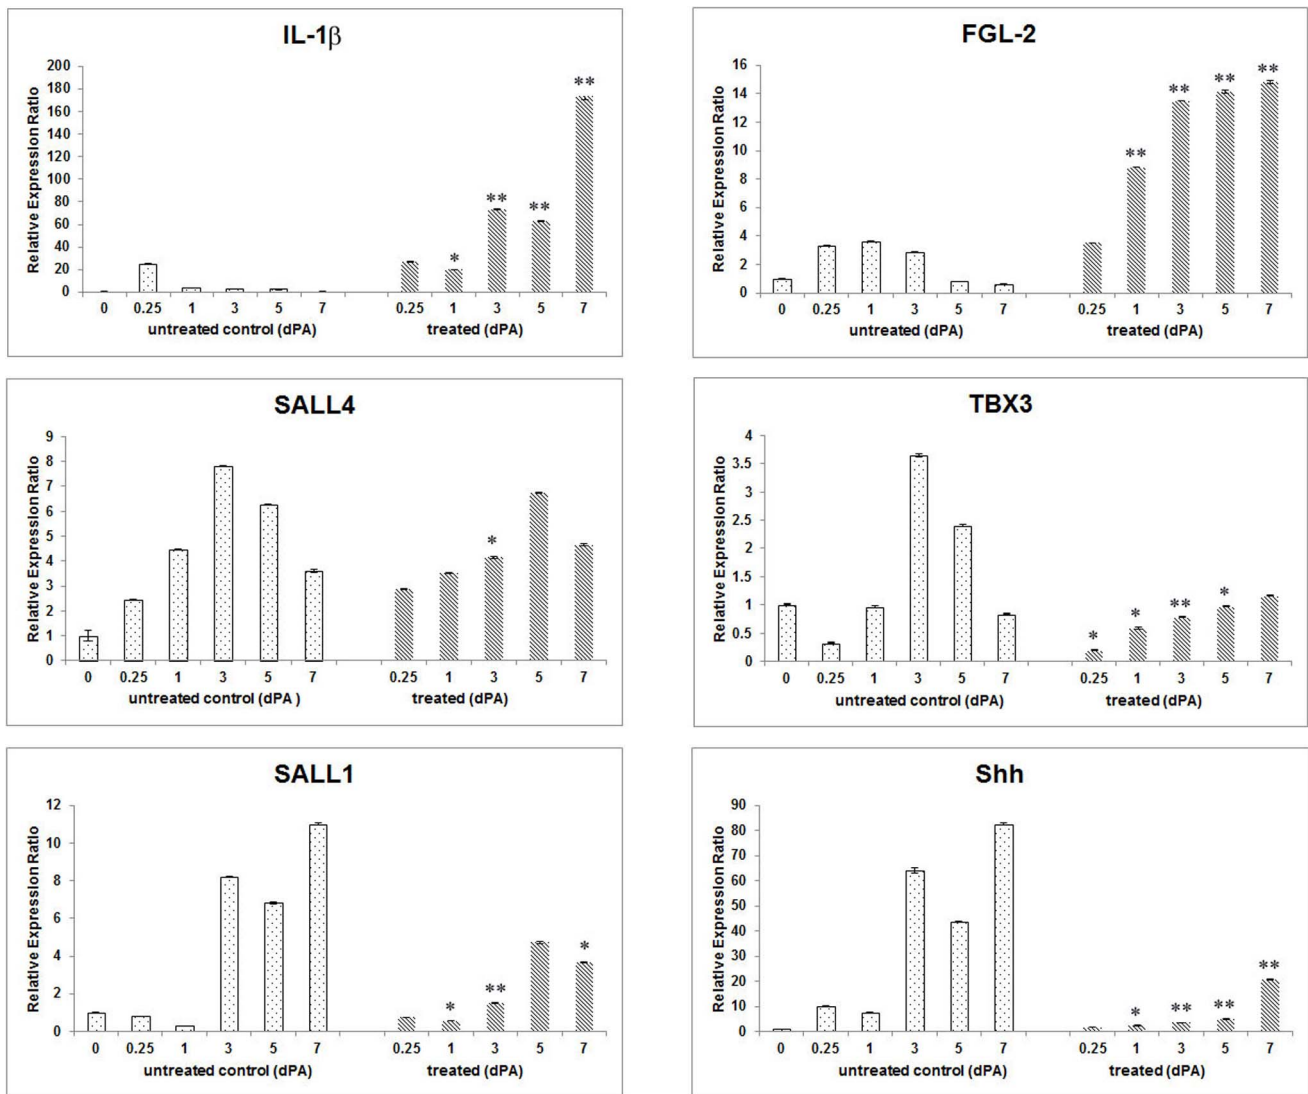 IL-1β
Relative Expression Ratio
200
180
160
140
120
100
80
60
40
20
0
* ** ** **
0 0.25 1 3 5 7 0.25 1 3 5 7
untreated control (dPA) treated (dPA)
FGL-2
Relative Expression Ratio
16
14
12
10
8
6
4
2
0
** ** ** **
0 0.25 1 3 5 7 0.25 1 3 5 7
untreated control (dPA) treated (dPA)
SALL4
Relative Expression Ratio
9
8
7
6
5
4
3
2
1
0
*
0 0.25 1 3 5 7 0.25 1 3 5 7
untreated control (dPA ) treated (dPA)
TBX3
Relative Expression Ratio
4
3.5
3
2.5
2
1.5
1
0.5
0
* * ** *
0 0.25 1 3 5 7 0.25 1 3 5 7
untreated control (dPA) treated (dPA)
SALL1
Relative Expression Ratio
12
10
8
6
4
2
0
* ** *
0 0.25 1 3 5 7 0.25 1 3 5 7
untreated control (dPA) treated (dPA)
Shh
Relative Expression Ratio
90
80
70
60
50
40
30
20
10
0
* ** ** **
0 0.25 1 3 5 7 0.25 1 3 5 7
untreated control (dPA) treated (dPA)